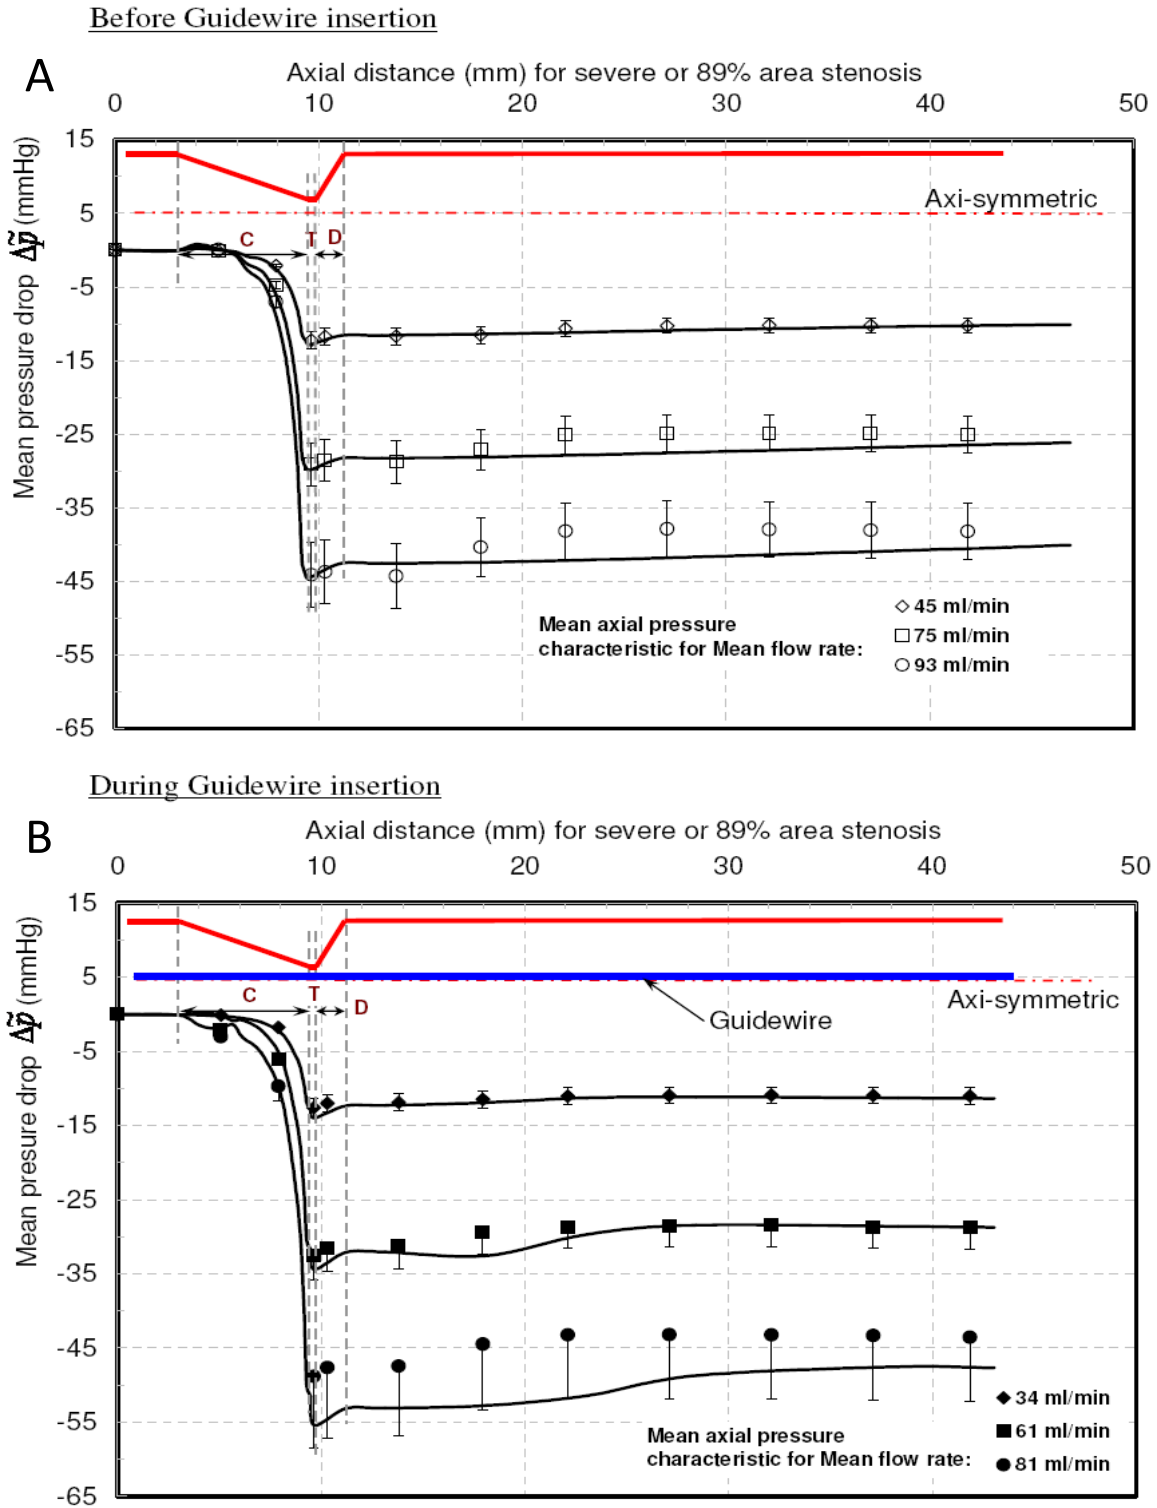 Before Guidewire insertion
A
Axial distance (mm) for severe or 89% area stenosis
0 10 20 30 40 50
Mean pressure drop Δp̃ (mmHg)
15
5
-5
-15
-25
-35
-45
-55
-65
Axi-symmetric
C T D
Mean axial pressure
characteristic for Mean flow rate:
45 ml/min
75 ml/min
93 ml/min
During Guidewire insertion
B
Axial distance (mm) for severe or 89% area stenosis
0 10 20 30 40 50
Mean presure drop Δp̃ (mmHg)
15
5
-5
-15
-25
-35
-45
-55
-65
C T D
Axi-symmetric
Guidewire
Mean axial pressure
characteristic for Mean flow rate:
34 ml/min
61 ml/min
81 ml/min